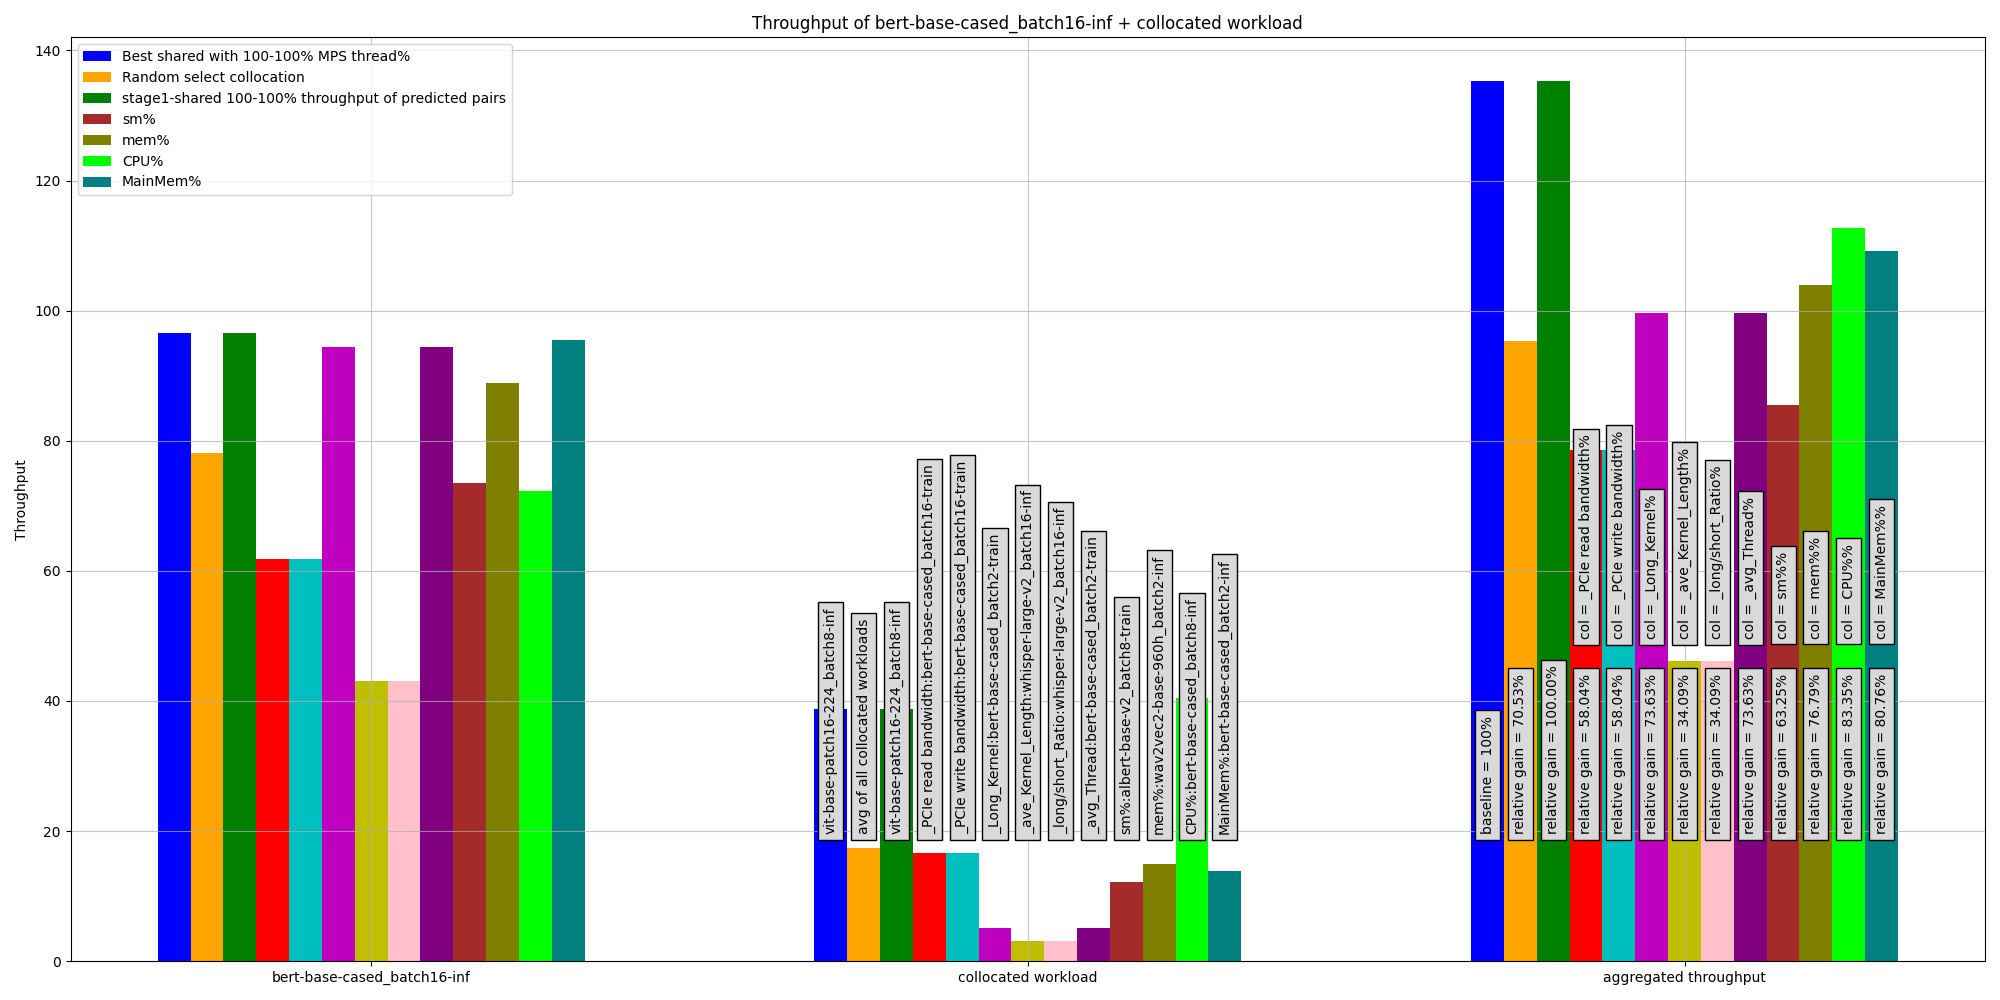 Throughput of bert-base-cased_batch16-inf + collocated workload
Best shared with 100-100% MPS thread%
Random select collocation
stage1-shared 100-100% throughput of predicted pairs
sm%
mem%
CPU%
MainMem%
Throughput
140
120
100
80
60
40
20
0
vit-base-patch16-224_batch8-inf
avg of all collocated workloads
vit-base-patch16-224_batch8-inf
_PCIe read bandwidth:bert-base-cased_batch16-train
_PCIe write bandwidth:bert-base-cased_batch16-train
_Long_Kernel:bert-base-cased_batch2-train
_ave_Kernel_Length:whisper-large-v2_batch16-inf
_long/short_Ratio:whisper-large-v2_batch16-inf
_avg_Thread:bert-base-cased_batch2-train
sm%:albert-base-v2_batch8-train
mem%:wav2vec2-base-960h_batch2-inf
CPU%:bert-base-cased_batch8-inf
MainMem%:bert-base-cased_batch2-inf
col = _PCIe read bandwidth%
col = _PCIe write bandwidth%
col = _Long_Kernel%
col = _ave_Kernel_Length%
col = _long/short_Ratio%
col = _avg_Thread%
col = sm%%
col = mem%%
col = CPU%%
col = MainMem%%
baseline = 100%
relative gain = 70.53%
relative gain = 100.00%
relative gain = 58.04%
relative gain = 58.04%
relative gain = 73.63%
relative gain = 34.09%
relative gain = 34.09%
relative gain = 73.63%
relative gain = 63.25%
relative gain = 76.79%
relative gain = 83.35%
relative gain = 80.76%
bert-base-cased_batch16-inf
collocated workload
aggregated throughput